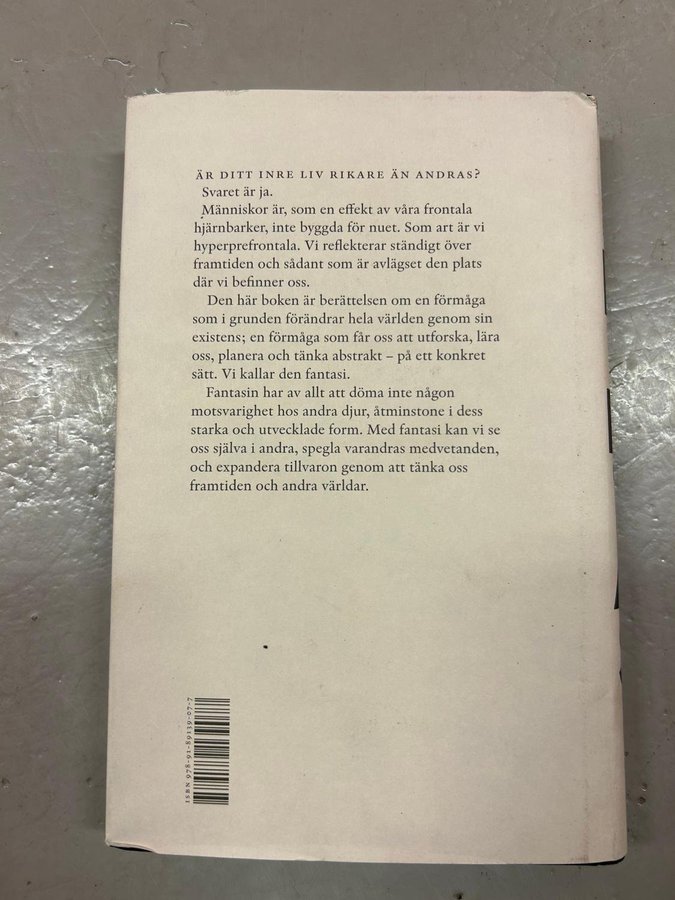 ÄR DITT INRE LIV RIKARE ÄN ANDRAS?
Svaret är ja.
Människor är, som en effekt av våra frontala
hjärnbarker, inte byggda för nuet. Som art är vi
hyperprefrontala. Vi reflekterar ständigt över
framtiden och sådant som är avlägset den plats
där vi befinner oss.
Den här boken är berättelsen om en förmåga
som i grunden förändrar hela världen genom sin
existens; en förmåga som får oss att utforska, lära
oss, planera och tänka abstrakt – på ett konkret
sätt. Vi kallar den fantasi.
Fantasin har av allt att döma inte någon
motsvarighet hos andra djur, åtminstone i dess
starka och utvecklade form. Med fantasi kan vi se
oss själva i andra, spegla varandras medvetanden,
och expandera tillvaron genom att tänka oss
framtiden och andra världar.
ISBN 978-91-89139-07-7